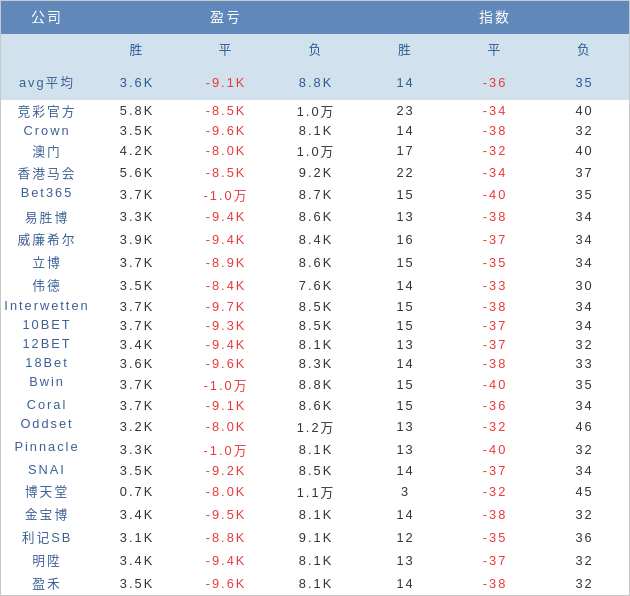 公司 盈亏 指数
胜 平 负 胜 平 负
avg平均 3.6K -9.1K 8.8K 14 -36 35
竞彩官方 5.8K -8.5K 1.0万 23 -34 40
Crown 3.5K -9.6K 8.1K 14 -38 32
澳门 4.2K -8.0K 1.0万 17 -32 40
香港马会 5.6K -8.5K 9.2K 22 -34 37
Bet365 3.7K -1.0万 8.7K 15 -40 35
易胜博 3.3K -9.4K 8.6K 13 -38 34
威廉希尔 3.9K -9.4K 8.4K 16 -37 34
立博 3.7K -8.9K 8.6K 15 -35 34
伟德 3.5K -8.4K 7.6K 14 -33 30
Interwetten 3.7K -9.7K 8.5K 15 -38 34
10BET 3.7K -9.3K 8.5K 15 -37 34
12BET 3.4K -9.4K 8.1K 13 -37 32
18Bet 3.6K -9.6K 8.3K 14 -38 33
Bwin 3.7K -1.0万 8.8K 15 -40 35
Coral 3.7K -9.1K 8.6K 15 -36 34
Oddset 3.2K -8.0K 1.2万 13 -32 46
Pinnacle 3.3K -1.0万 8.1K 13 -40 32
SNAI 3.5K -9.2K 8.5K 14 -37 34
博天堂 0.7K -8.0K 1.1万 3 -32 45
金宝博 3.4K -9.5K 8.1K 14 -38 32
利记SB 3.1K -8.8K 9.1K 12 -35 36
明陞 3.4K -9.4K 8.1K 13 -37 32
盈禾 3.5K -9.6K 8.1K 14 -38 32